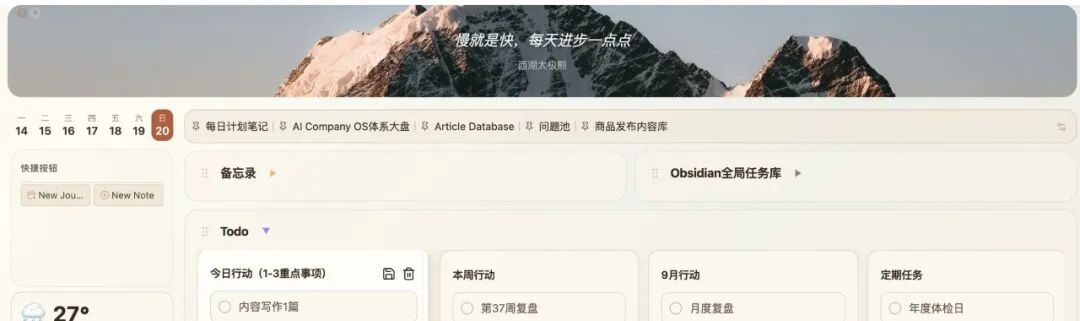 慢就是快，每天进步一点点
西湖太极熊
一 二 三 四 五 六 日
14 15 16 17 18 19 20
每日计划笔记 | AI Company OS体系大盘 | Article Database | 问题池 | 商品发布内容库
快捷按钮
New Jou... New Note
备忘录
Obsidian全局任务库
Todo
今日行动（1-3重点事项）
内容写作1篇
本周行动
第37周复盘
9月行动
月度复盘
定期任务
年度体检日
27°